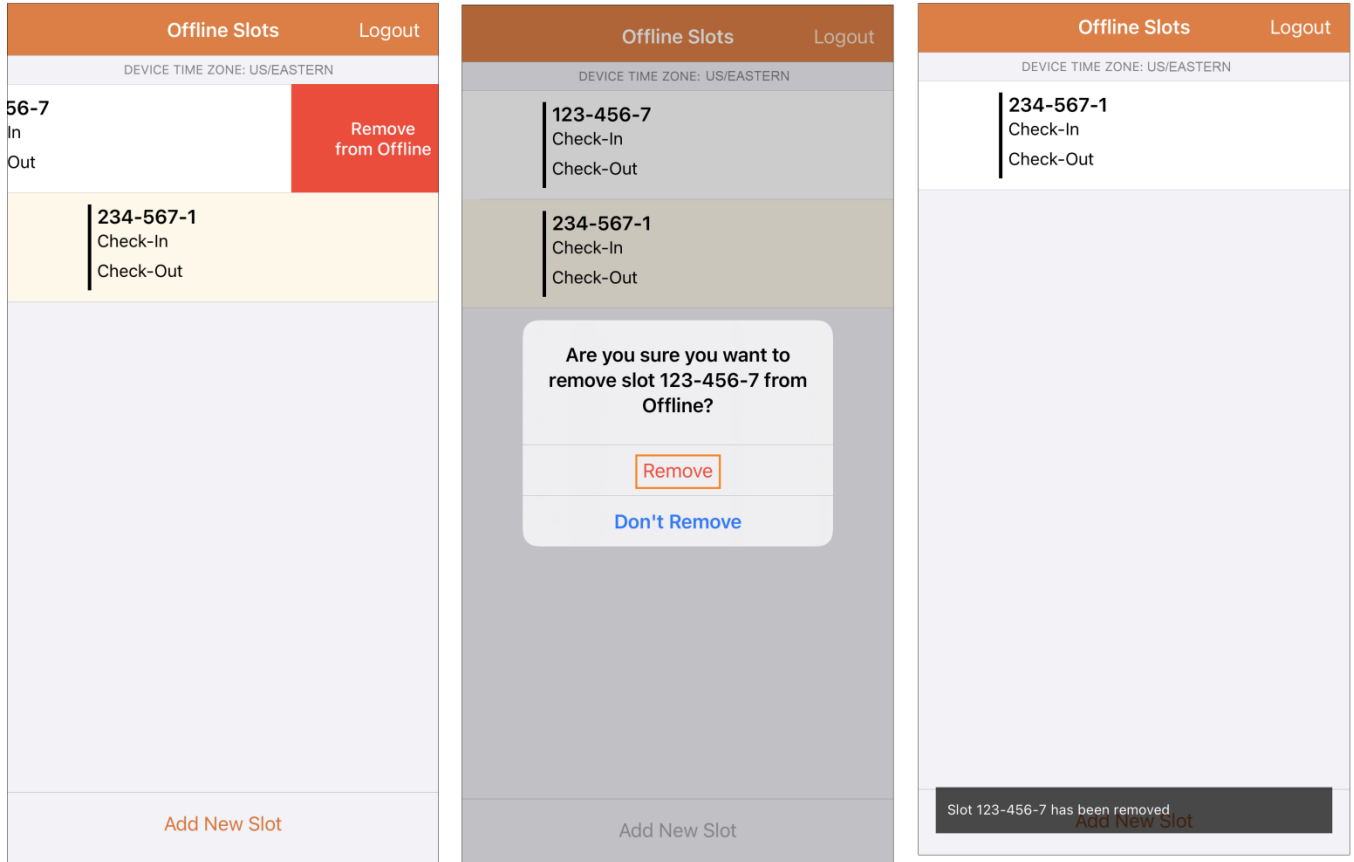 Offline Slots Logout
DEVICE TIME ZONE: US/EASTERN
56-7
In
Out
Remove
from Offline
234-567-1
Check-In
Check-Out
Add New Slot
Offline Slots Logout
DEVICE TIME ZONE: US/EASTERN
123-456-7
Check-In
Check-Out
234-567-1
Check-In
Check-Out
Are you sure you want to
remove slot 123-456-7 from
Offline?
Remove
Don't Remove
Add New Slot
Offline Slots Logout
DEVICE TIME ZONE: US/EASTERN
234-567-1
Check-In
Check-Out
Slot 123-456-7 has been removed
Add New Slot